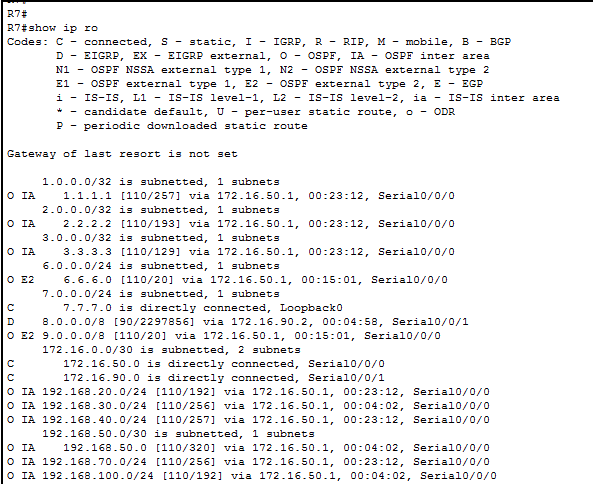 R7#
R7#show ip ro
Codes: C - connected, S - static, I - IGRP, R - RIP, M - mobile, B - BGP
       D - EIGRP, EX - EIGRP external, O - OSPF, IA - OSPF inter area
       N1 - OSPF NSSA external type 1, N2 - OSPF NSSA external type 2
       E1 - OSPF external type 1, E2 - OSPF external type 2, E - EGP
       i - IS-IS, L1 - IS-IS level-1, L2 - IS-IS level-2, ia - IS-IS inter area
       * - candidate default, U - per-user static route, o - ODR
       P - periodic downloaded static route

Gateway of last resort is not set

     1.0.0.0/32 is subnetted, 1 subnets
O IA    1.1.1.1 [110/257] via 172.16.50.1, 00:23:12, Serial0/0/0
     2.0.0.0/32 is subnetted, 1 subnets
O IA    2.2.2.2 [110/193] via 172.16.50.1, 00:23:12, Serial0/0/0
     3.0.0.0/32 is subnetted, 1 subnets
O IA    3.3.3.3 [110/129] via 172.16.50.1, 00:23:12, Serial0/0/0
     6.0.0.0/24 is subnetted, 1 subnets
O E2    6.6.6.0 [110/20] via 172.16.50.1, 00:15:01, Serial0/0/0
     7.0.0.0/24 is subnetted, 1 subnets
C       7.7.7.0 is directly connected, Loopback0
D    8.0.0.0/8 [90/2297856] via 172.16.90.2, 00:04:58, Serial0/0/1
O E2 9.0.0.0/8 [110/20] via 172.16.50.1, 00:15:01, Serial0/0/0
     172.16.0.0/30 is subnetted, 2 subnets
C       172.16.50.0 is directly connected, Serial0/0/0
C       172.16.90.0 is directly connected, Serial0/0/1
O IA 192.168.20.0/24 [110/192] via 172.16.50.1, 00:23:12, Serial0/0/0
O IA 192.168.30.0/24 [110/256] via 172.16.50.1, 00:04:02, Serial0/0/0
O IA 192.168.40.0/24 [110/257] via 172.16.50.1, 00:23:12, Serial0/0/0
     192.168.50.0/30 is subnetted, 1 subnets
O IA    192.168.50.0 [110/320] via 172.16.50.1, 00:04:02, Serial0/0/0
O IA 192.168.70.0/24 [110/256] via 172.16.50.1, 00:23:12, Serial0/0/0
O IA 192.168.100.0/24 [110/192] via 172.16.50.1, 00:04:02, Serial0/0/0